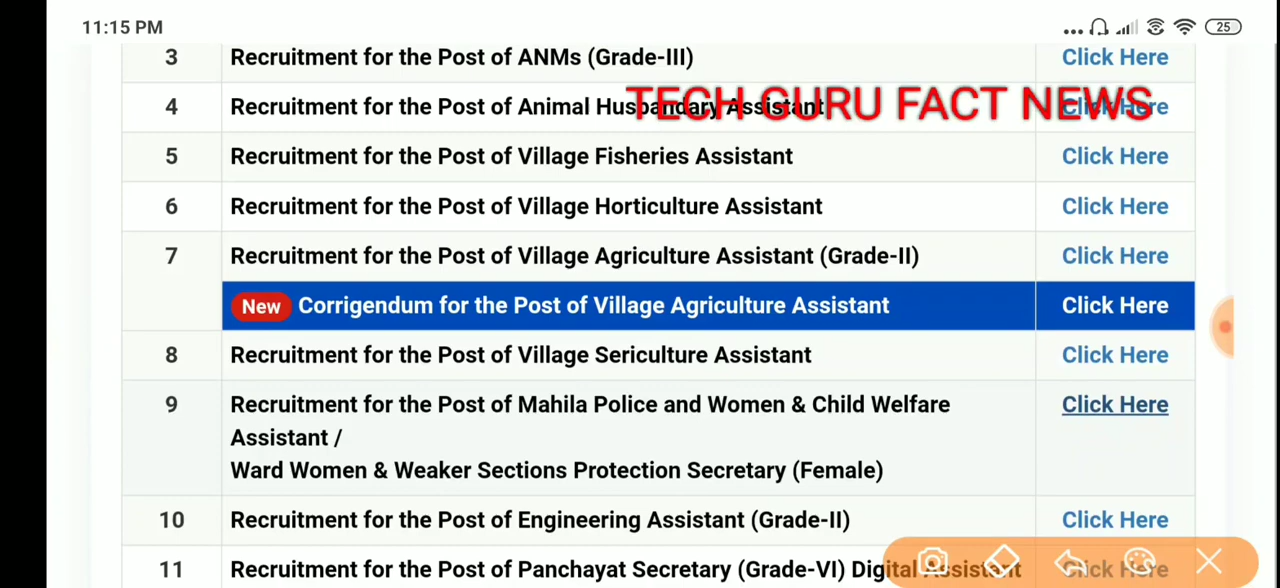 11:15 PM
25
3 Recruitment for the Post of ANMs (Grade-III) Click Here
TECH GURU FACT NEWS
4 Recruitment for the Post of Animal Husbandary Assistant Click Here
5 Recruitment for the Post of Village Fisheries Assistant Click Here
6 Recruitment for the Post of Village Horticulture Assistant Click Here
7 Recruitment for the Post of Village Agriculture Assistant (Grade-II) Click Here
New Corrigendum for the Post of Village Agriculture Assistant Click Here
8 Recruitment for the Post of Village Sericulture Assistant Click Here
9 Recruitment for the Post of Mahila Police and Women & Child Welfare Click Here
Assistant /
Ward Women & Weaker Sections Protection Secretary (Female)
10 Recruitment for the Post of Engineering Assistant (Grade-II) Click Here
11 Recruitment for the Post of Panchayat Secretary (Grade-VI) Digital Assistant Click Here